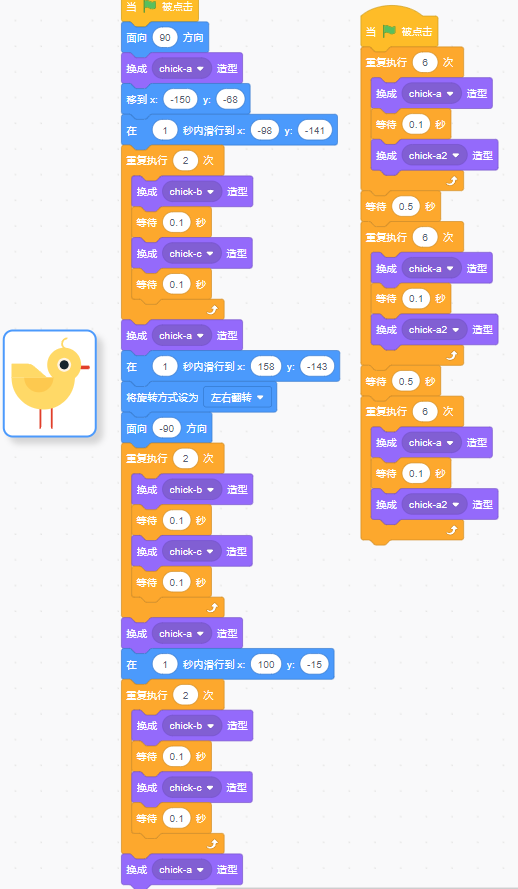 当 被点击
面向 90 方向
换成 chick-a 造型
移到 x: -150 y: -68
在 1 秒内滑行到 x: -98 y: -141
重复执行 2 次
换成 chick-b 造型
等待 0.1 秒
换成 chick-c 造型
等待 0.1 秒
换成 chick-a 造型
在 1 秒内滑行到 x: 158 y: -143
将旋转方式设为 左右翻转
面向 -90 方向
重复执行 2 次
换成 chick-b 造型
等待 0.1 秒
换成 chick-c 造型
等待 0.1 秒
换成 chick-a 造型
在 1 秒内滑行到 x: 100 y: -15
重复执行 2 次
换成 chick-b 造型
等待 0.1 秒
换成 chick-c 造型
等待 0.1 秒
换成 chick-a 造型
当 被点击
重复执行 6 次
换成 chick-a 造型
等待 0.1 秒
换成 chick-a2 造型
等待 0.5 秒
重复执行 6 次
换成 chick-a 造型
等待 0.1 秒
换成 chick-a2 造型
等待 0.5 秒
重复执行 6 次
换成 chick-a 造型
等待 0.1 秒
换成 chick-a2 造型